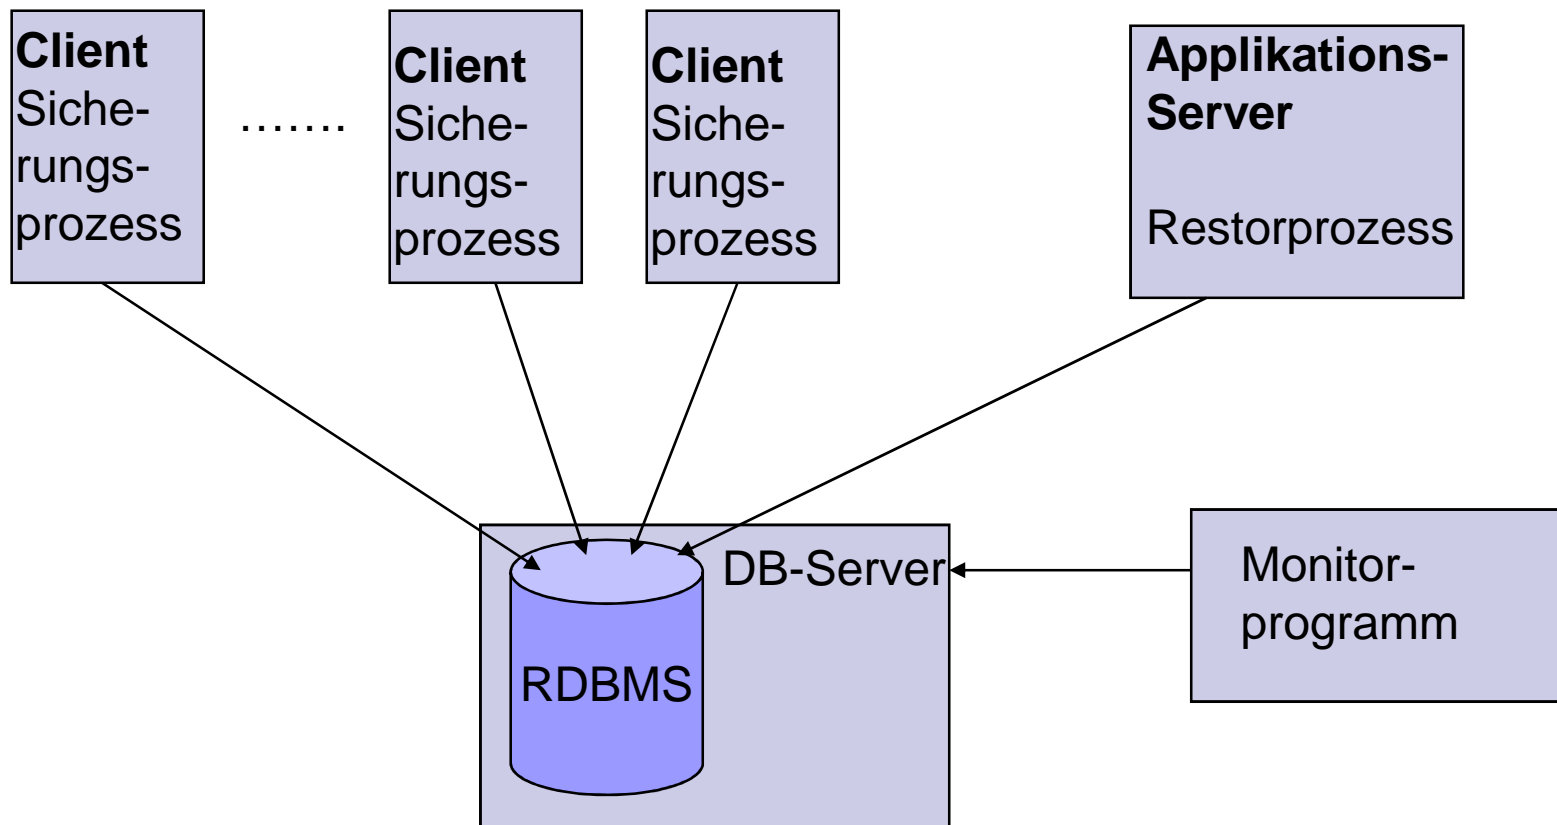 Client
Siche-
rungs-
prozess
.......
Client
Siche-
rungs-
prozess
Client
Siche-
rungs-
prozess
Applikations-
Server
Restorprozess
DB-Server
RDBMS
Monitor-
programm